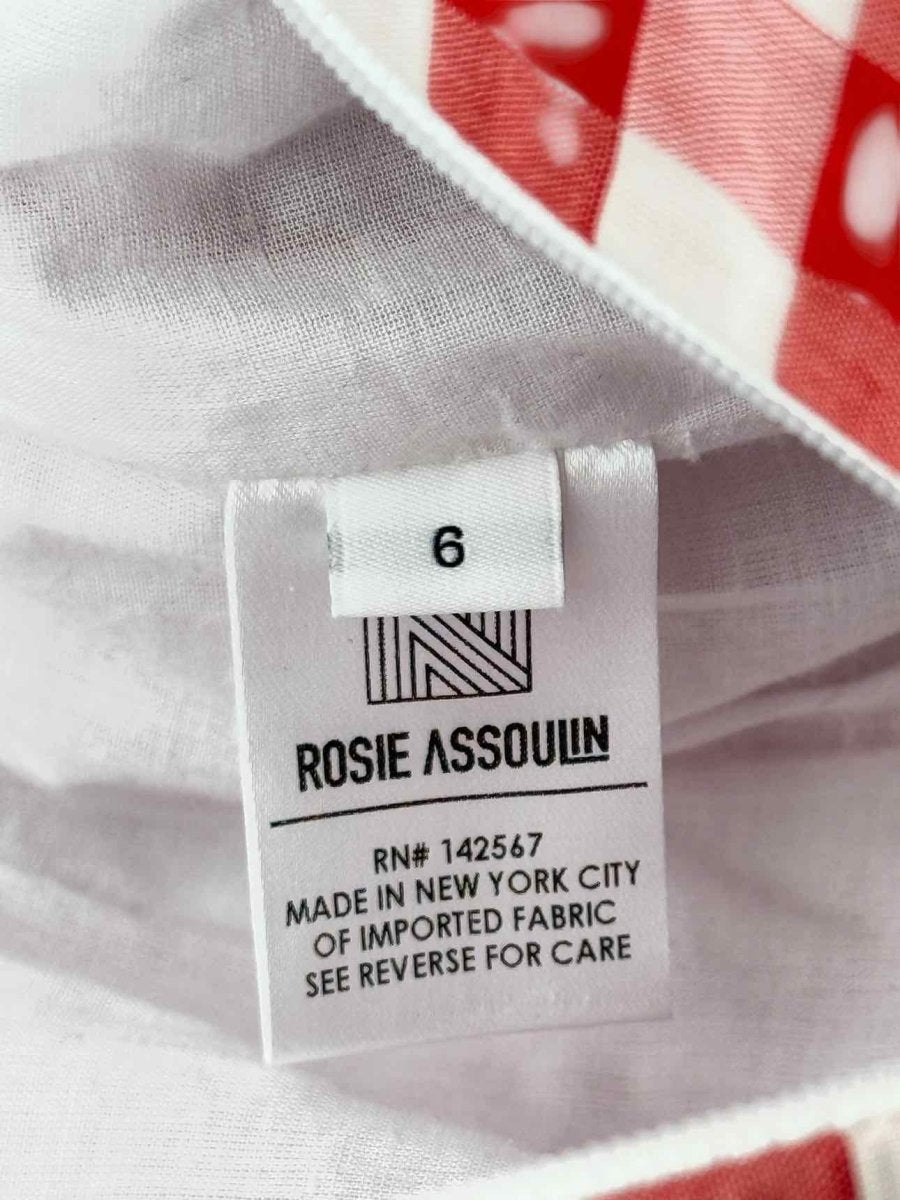 6
ROSIE ASSOULIN
RN# 142567
MADE IN NEW YORK CITY
OF IMPORTED FABRIC
SEE REVERSE FOR CARE